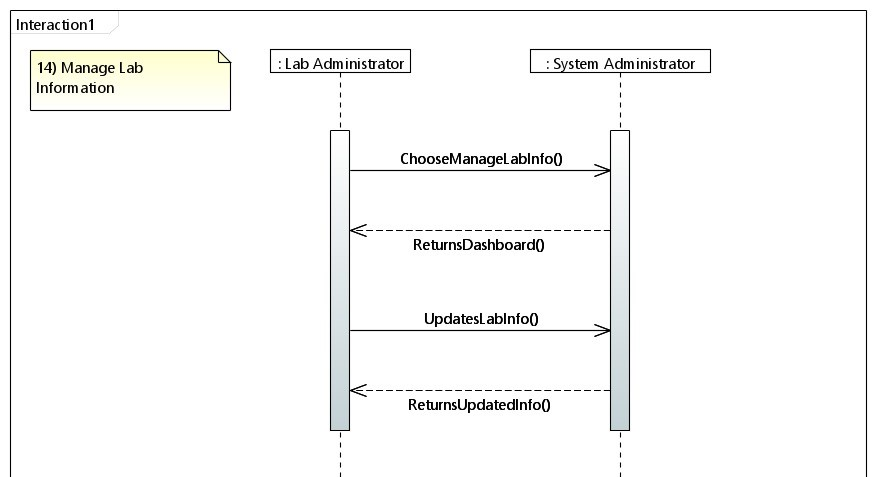 Interaction1
14) Manage Lab
Information
: Lab Administrator
: System Administrator
ChooseManageLabInfo()
ReturnsDashboard()
UpdatesLabInfo()
ReturnsUpdatedInfo()